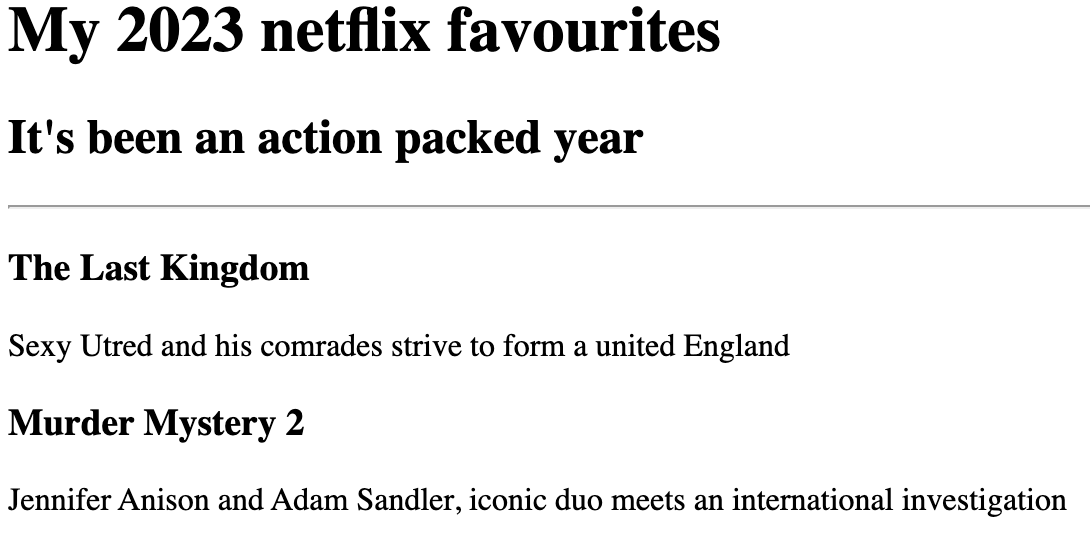 My 2023 netflix favourites
It's been an action packed year
The Last Kingdom
Sexy Utred and his comrades strive to form a united England
Murder Mystery 2
Jennifer Anison and Adam Sandler, iconic duo meets an international investigation